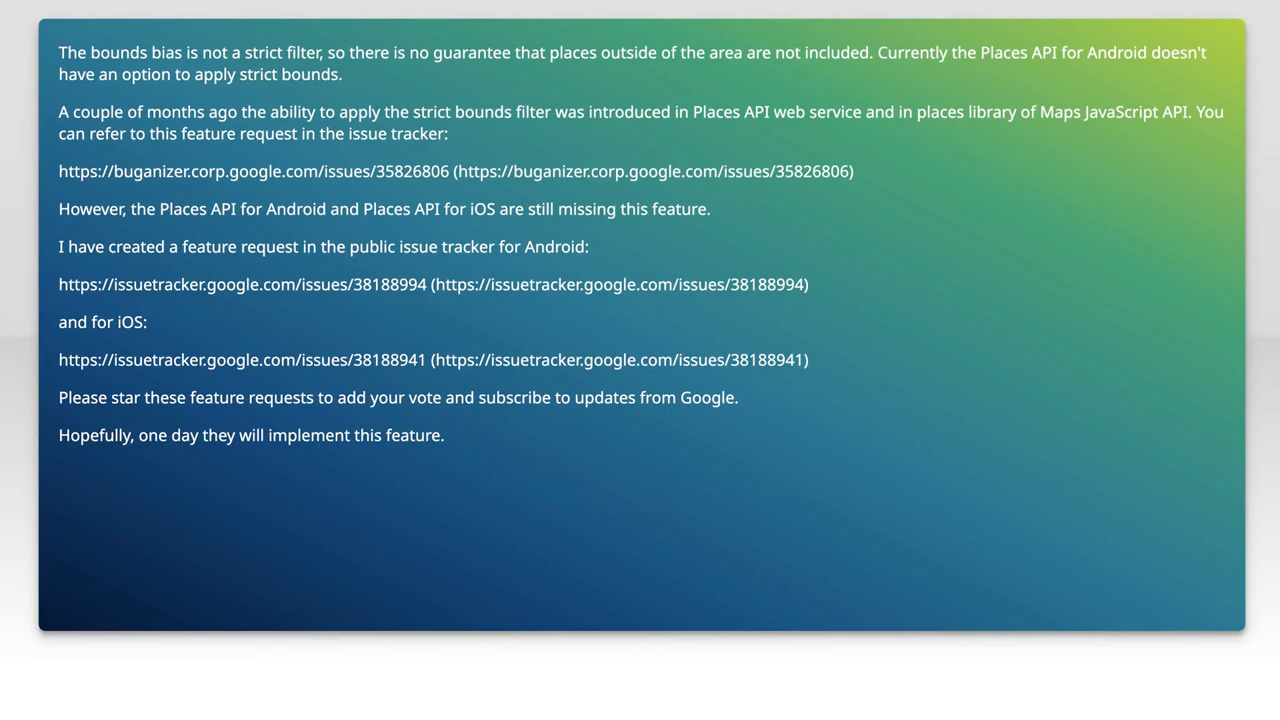 The bounds bias is not a strict filter, so there is no guarantee that places outside of the area are not included. Currently the Places API for Android doesn't
have an option to apply strict bounds.
A couple of months ago the ability to apply the strict bounds filter was introduced in Places API web service and in places library of Maps JavaScript API. You
can refer to this feature request in the issue tracker:
https://buganizer.corp.google.com/issues/35826806 (https://buganizer.corp.google.com/issues/35826806)
However, the Places API for Android and Places API for iOS are still missing this feature.
I have created a feature request in the public issue tracker for Android:
https://issuetracker.google.com/issues/38188994 (https://issuetracker.google.com/issues/38188994)
and for iOS:
https://issuetracker.google.com/issues/38188941 (https://issuetracker.google.com/issues/38188941)
Please star these feature requests to add your vote and subscribe to updates from Google.
Hopefully, one day they will implement this feature.